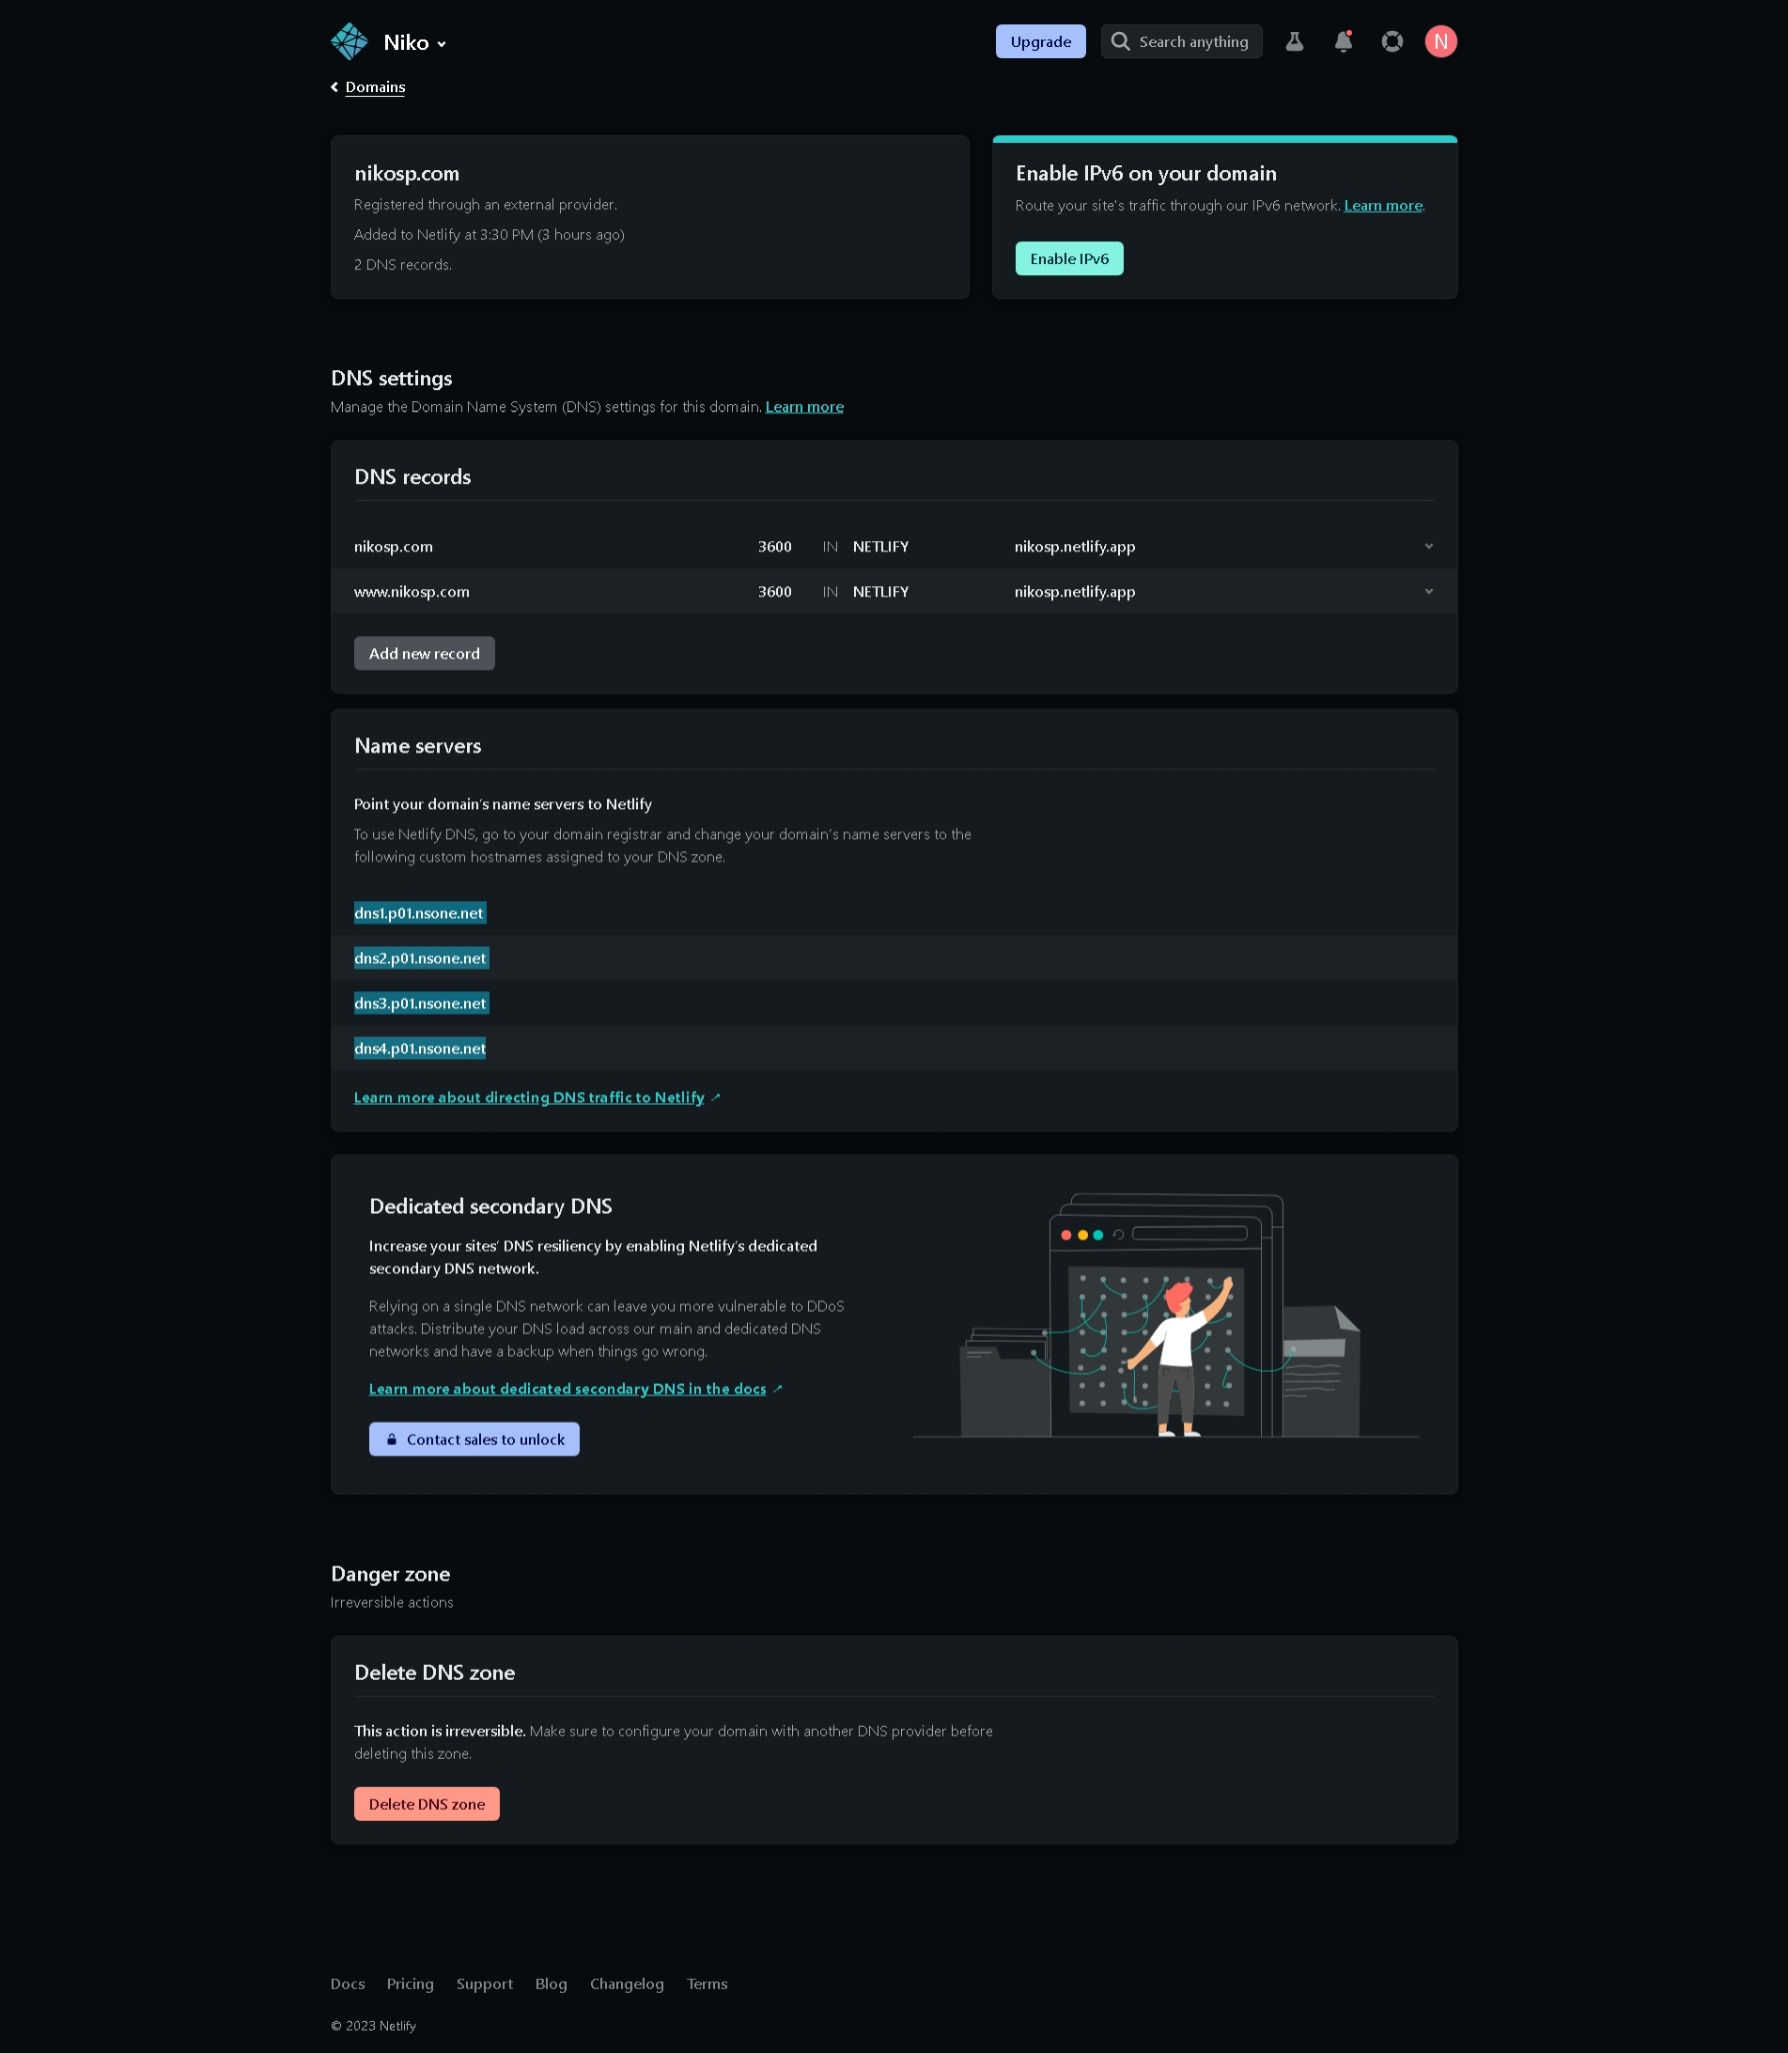 Niko
Upgrade
Search anything
N
Domains
nikosp.com
Registered through an external provider.
Added to Netlify at 3:30 PM (3 hours ago)
2 DNS records.
Enable IPv6 on your domain
Route your site's traffic through our IPv6 network. Learn more.
Enable IPv6
DNS settings
Manage the Domain Name System (DNS) settings for this domain. Learn more
DNS records
nikosp.com 3600 IN NETLIFY nikosp.netlify.app
www.nikosp.com 3600 IN NETLIFY nikosp.netlify.app
Add new record
Name servers
Point your domain's name servers to Netlify
To use Netlify DNS, go to your domain registrar and change your domain's name servers to the
following custom hostnames assigned to your DNS zone.
dns1.p01.nsone.net
dns2.p01.nsone.net
dns3.p01.nsone.net
dns4.p01.nsone.net
Learn more about directing DNS traffic to Netlify
Dedicated secondary DNS
Increase your sites' DNS resiliency by enabling Netlify's dedicated
secondary DNS network.
Relying on a single DNS network can leave you more vulnerable to DDoS
attacks. Distribute your DNS load across our main and dedicated DNS
networks and have a backup when things go wrong.
Learn more about dedicated secondary DNS in the docs
Contact sales to unlock
Danger zone
Irreversible actions
Delete DNS zone
This action is irreversible. Make sure to configure your domain with another DNS provider before
deleting this zone.
Delete DNS zone
Docs Pricing Support Blog Changelog Terms
© 2023 Netlify